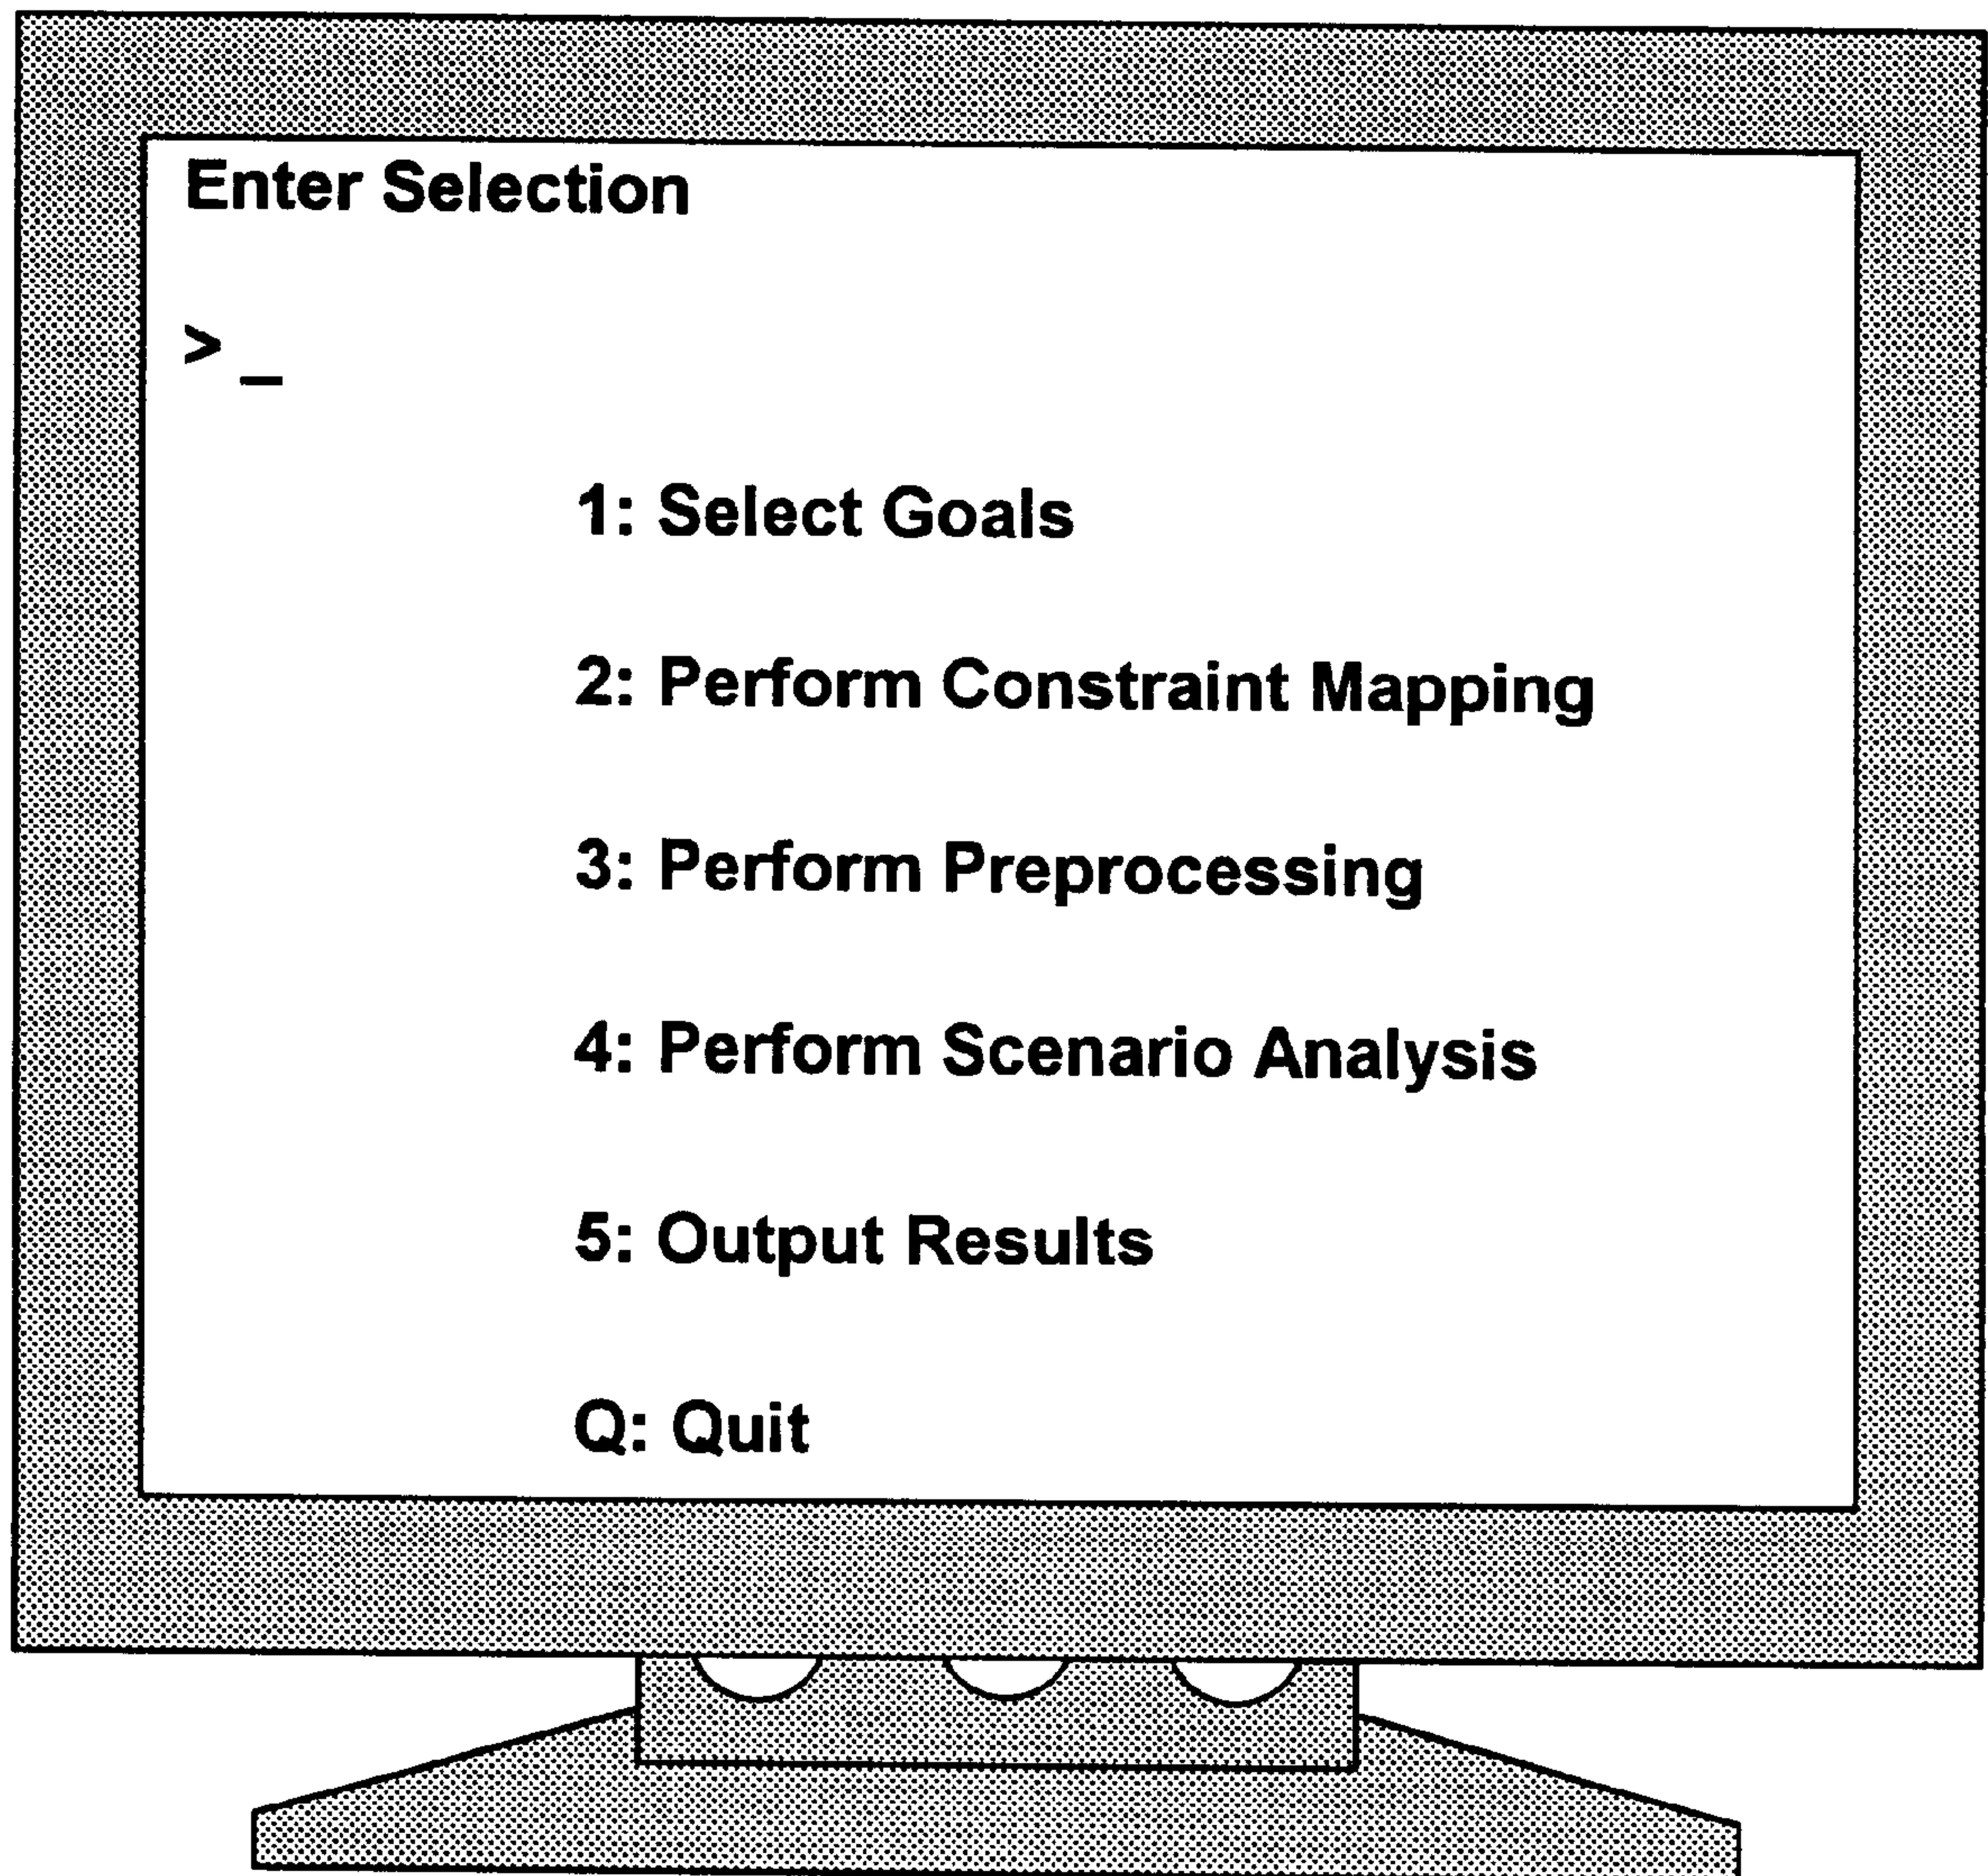 Enter Selection
> _
1: Select Goals
2: Perform Constraint Mapping
3: Perform Preprocessing
4: Perform Scenario Analysis
5: Output Results
Q: Quit